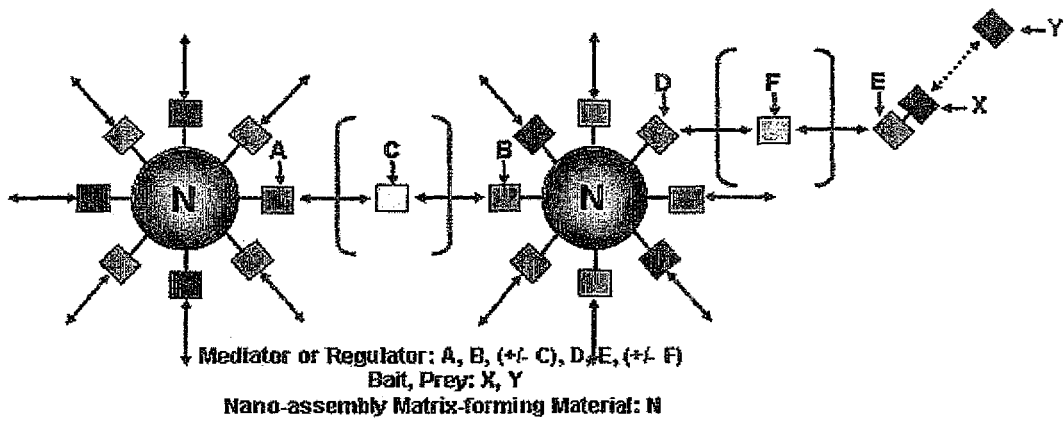 Y
D
F
E
X
A
C
B
N
N
Mediator or Regulator: A, B, (+/- C), D, E, (+/- F)
Bait, Prey: X, Y
Nano-assembly Matrix-forming Material: N